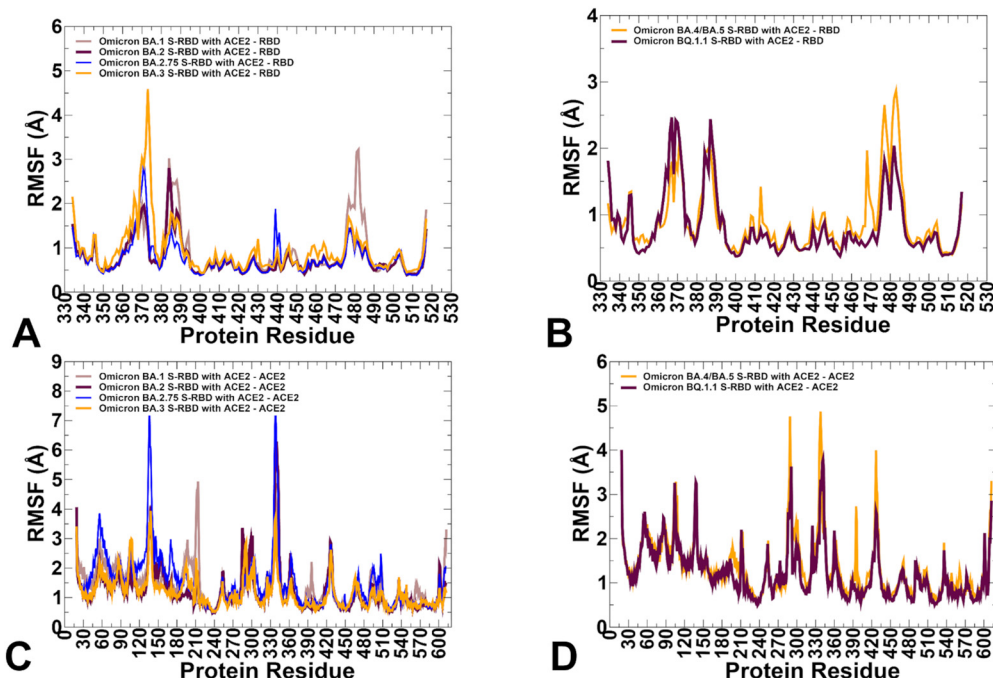 6
5
4
3
2
1
0
RMSF (Å)
Omicron BA.1 S-RBD with ACE2 - RBD
Omicron BA.2 S-RBD with ACE2 - RBD
Omicron BA.2.75 S-RBD with ACE2 - RBD
Omicron BA.3 S-RBD with ACE2 - RBD
330 340 350 360 370 380 390 400 410 420 430 440 450 460 470 480 490 500 510 520 530
Protein Residue
A
4
3
2
1
0
RMSF (Å)
Omicron BA.4/BA.5 S-RBD with ACE2 - RBD
Omicron BQ.1.1 S-RBD with ACE2 - RBD
330 340 350 360 370 380 390 400 410 420 430 440 450 460 470 480 490 500 510 520 530
Protein Residue
B
9
8
7
6
5
4
3
2
1
0
RMSF (Å)
Omicron BA.1 S-RBD with ACE2 - ACE2
Omicron BA.2 S-RBD with ACE2 - ACE2
Omicron BA.2.75 S-RBD with ACE2 - ACE2
Omicron BA.3 S-RBD with ACE2 - ACE2
0 30 60 90 120 150 180 210 240 270 300 330 360 390 420 450 480 510 540 570 600
Protein Residue
C
6
5
4
3
2
1
0
RMSF (Å)
Omicron BA.4/BA.5 S-RBD with ACE2 - ACE2
Omicron BQ.1.1 S-RBD with ACE2 - ACE2
0 30 60 90 120 150 180 210 240 270 300 330 360 390 420 450 480 510 540 570 600
Protein Residue
D